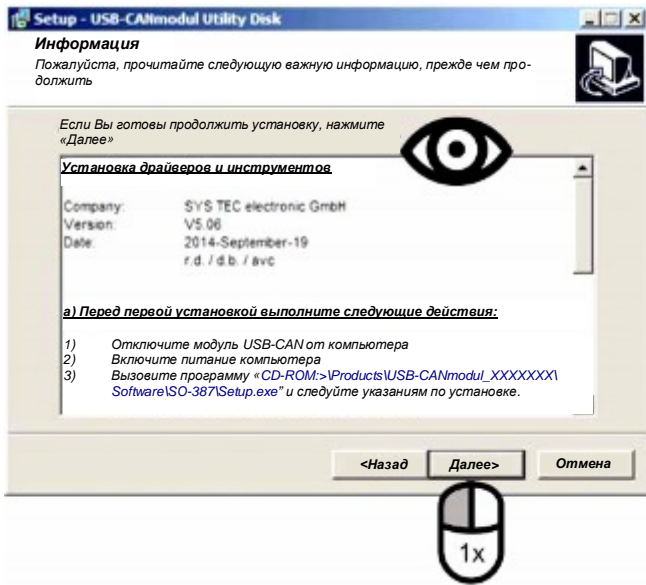 Setup - USB-CANmodul Utility Disk
Информация
Пожалуйста, прочитайте следующую важную информацию, прежде чем про-
должить
Если Вы готовы продолжить установку, нажмите
«Далее»
Установка драйверов и инструментов
Company: SYS TEC electronic GmbH
Version: V5.06
Date: 2014-September-19
r.d. / d.b. / avc
а) Перед первой установкой выполните следующие действия:
1) Отключите модуль USB-CAN от компьютера
2) Включите питание компьютера
3) Вызовите программу «CD-ROM:>\Products\USB-CANmodul_XXXXXXX\
Software\SO-387\Setup.exe" и следуйте указаниям по установке.
<Назад Далее> Отмена
1x